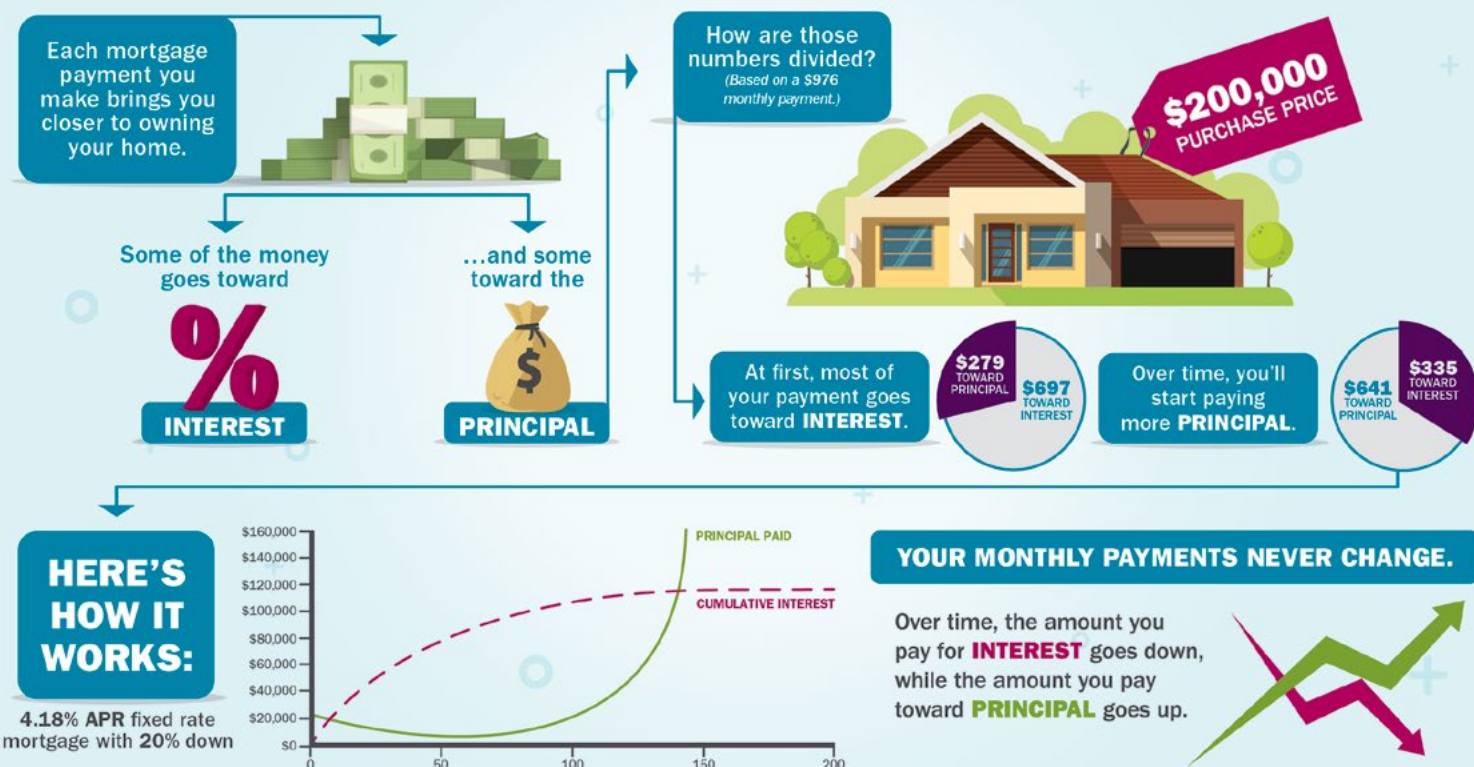 Each mortgage
payment you
make brings you
closer to owning
your home.
Some of the money
goes toward
%
INTEREST
...and some
toward the
$
PRINCIPAL
How are those
numbers divided?
(Based on a $976
monthly payment.)
$200,000
PURCHASE PRICE
At first, most of
your payment goes
toward INTEREST.
$279
TOWARD
PRINCIPAL
$697
TOWARD
INTEREST
Over time, you'll
start paying
more PRINCIPAL.
$641
TOWARD
PRINCIPAL
$335
TOWARD
INTEREST
HERE'S
HOW IT
WORKS:
4.18% APR fixed rate
mortgage with 20% down
$160,000
$140,000
$120,000
$100,000
$80,000
$60,000
$40,000
$20,000
$0
0 50 100 150 200
PRINCIPAL PAID
CUMULATIVE INTEREST
YOUR MONTHLY PAYMENTS NEVER CHANGE.
Over time, the amount you
pay for INTEREST goes down,
while the amount you pay
toward PRINCIPAL goes up.